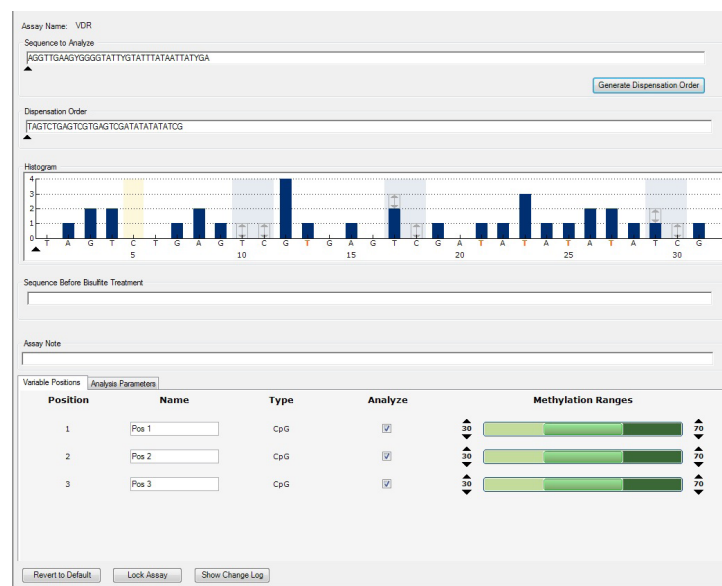 Assay Name: VDR
Sequence to Analyze
AGGTTGAAGYGGGGTATTYGTATTTATAATTATYGA
Generate Dispensation Order
Dispensation Order
TAGTCTGAGTCGTGAGTCGATATATATATCG
Histogram
4
3
2
1
0
T A G T C T G A G T C G T G A G T C G A T A T A T A T A T C G
5 10 15 20 25 30
Sequence Before Bisulfite Treatment
Assay Note
Variable Positions Analysis Parameters
Position Name Type Analyze Methylation Ranges
1 Pos 1 CpG 30 70
2 Pos 2 CpG 30 70
3 Pos 3 CpG 30 70
Revert to Default Lock Assay Show Change Log